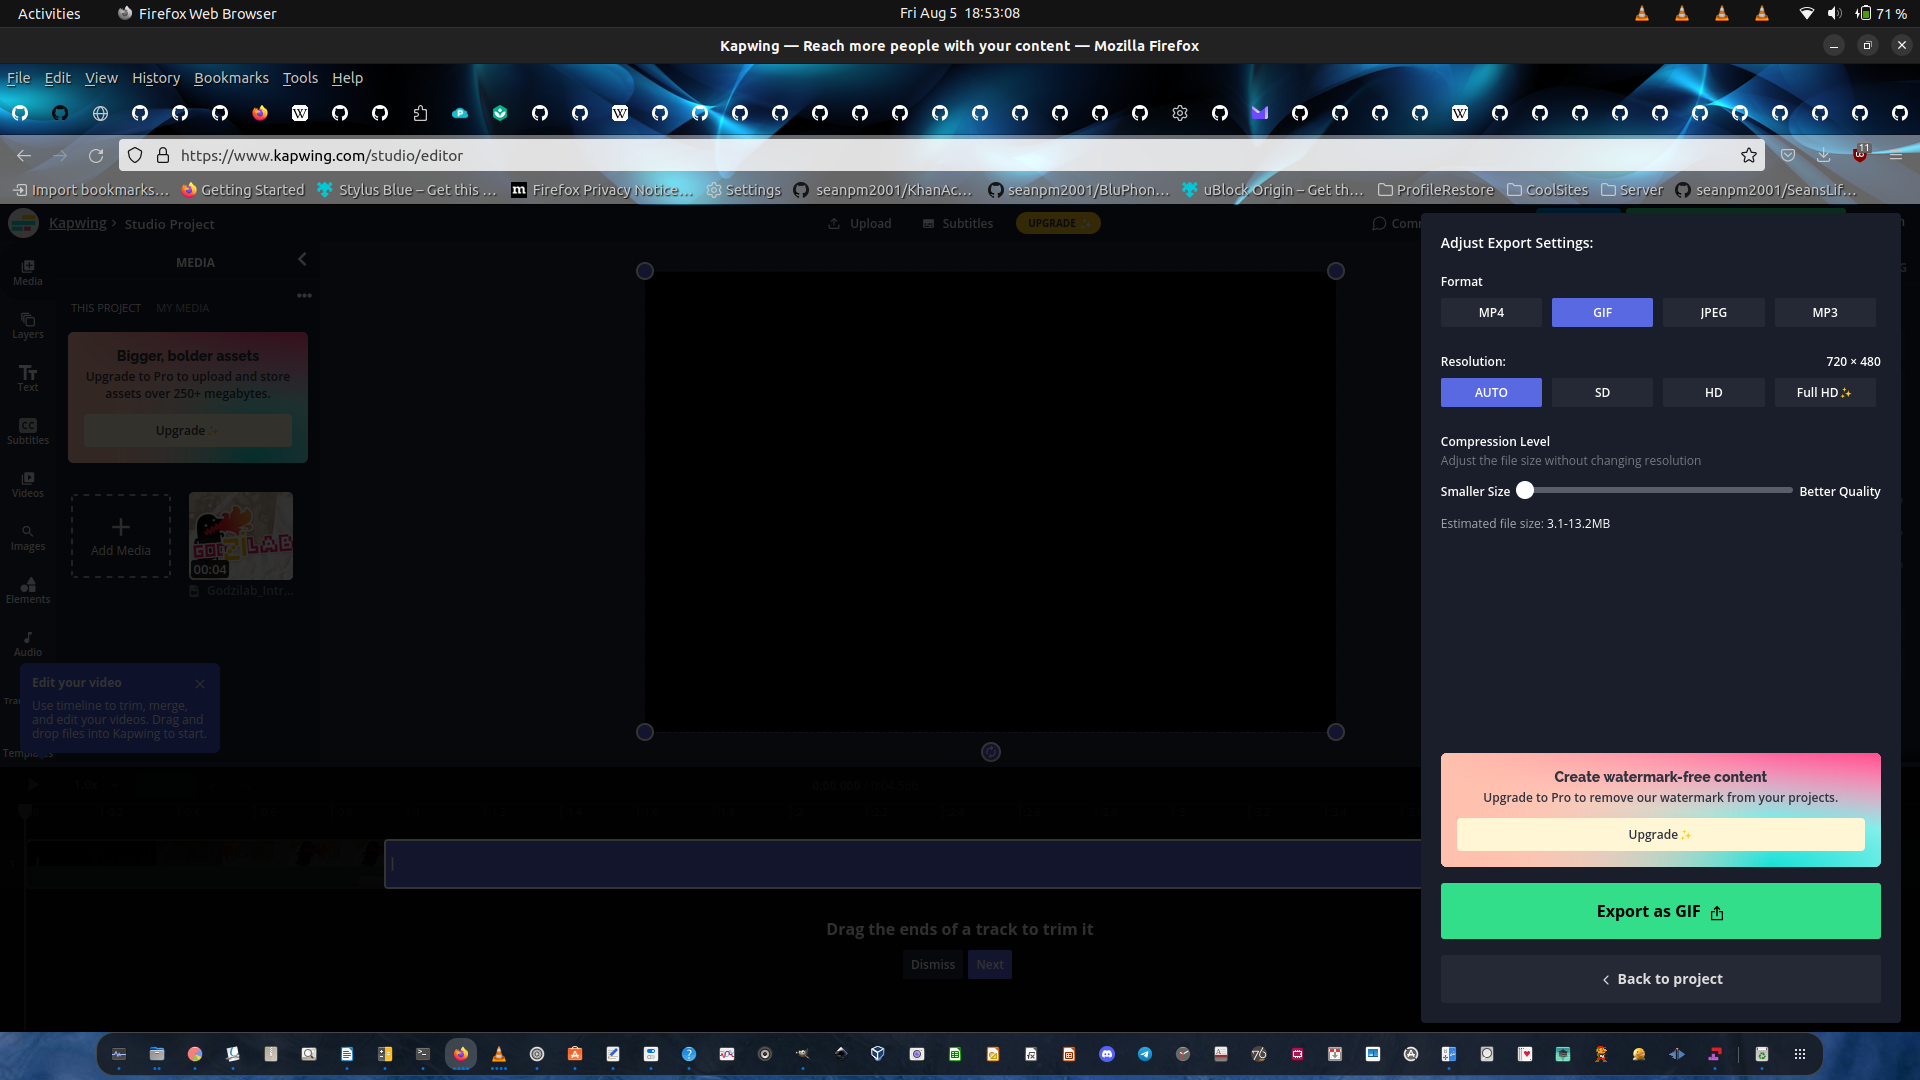 Activities
Firefox Web Browser
Fri Aug 5 18:53:08
71 %
Kapwing — Reach more people with your content — Mozilla Firefox
File Edit View History Bookmarks Tools Help
https://www.kapwing.com/studio/editor
11
Import bookmarks…
Getting Started
Stylus Blue – Get this …
Firefox Privacy Notice…
Settings
seanpm2001/KhanAc…
seanpm2001/BluPhon…
uBlock Origin – Get th…
ProfileRestore
CoolSites
Server
seanpm2001/SeansLif…
Kapwing › Studio Project
Upload
Subtitles
UPGRADE ✨
Comm
MEDIA
Media
Layers
Text
Subtitles
Videos
Images
Elements
Audio
THIS PROJECT
MY MEDIA
Bigger, bolder assets
Upgrade to Pro to upload and store
assets over 250+ megabytes.
Upgrade ✨
Add Media
GODZILAB
00:04
Godzilab_Intr...
Edit your video
Use timeline to trim, merge,
and edit your videos. Drag and
drop files into Kapwing to start.
Drag the ends of a track to trim it
Dismiss
Next
Adjust Export Settings:
Format
MP4
GIF
JPEG
MP3
Resolution:
720 × 480
AUTO
SD
HD
Full HD✨
Compression Level
Adjust the file size without changing resolution
Smaller Size
Better Quality
Estimated file size: 3.1-13.2MB
Create watermark-free content
Upgrade to Pro to remove our watermark from your projects.
Upgrade✨
Export as GIF
Back to project